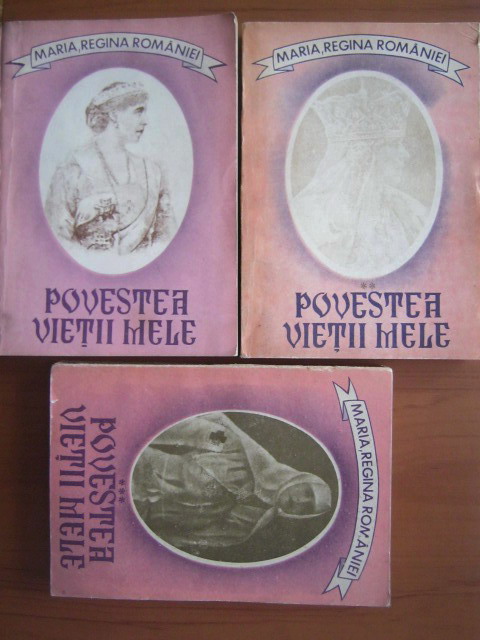 MARIA, REGINA ROMÂNIEI
POVESTEA
VIEȚII MELE
MARIA, REGINA ROMÂNIEI
**
POVESTEA
VIEȚII MELE
MARIA, REGINA ROMÂNIEI
***
POVESTEA
VIEȚII MELE